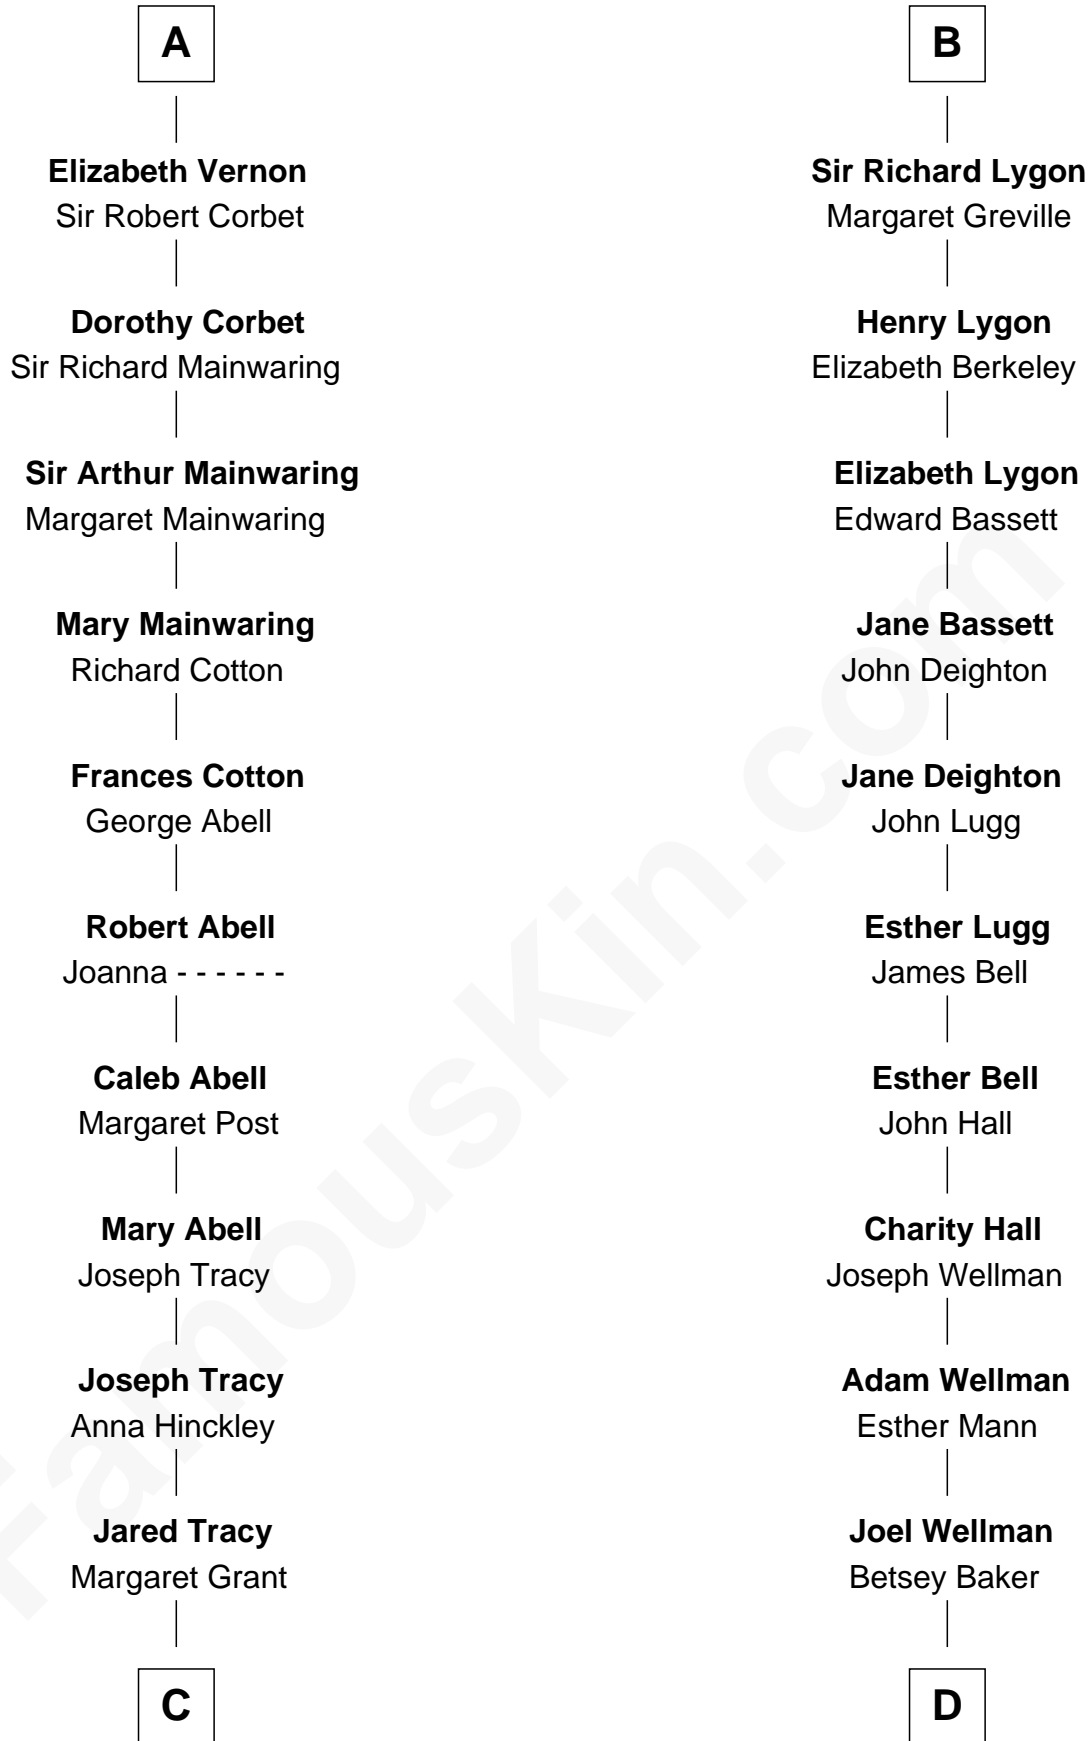 A
Elizabeth Vernon
Sir Robert Corbet
Dorothy Corbet
Sir Richard Mainwaring
Sir Arthur Mainwaring
Margaret Mainwaring
Mary Mainwaring
Richard Cotton
Frances Cotton
George Abell
Robert Abell
Joanna - - - - - -
Caleb Abell
Margaret Post
Mary Abell
Joseph Tracy
Joseph Tracy
Anna Hinckley
Jared Tracy
Margaret Grant
C
B
Sir Richard Lygon
Margaret Greville
Henry Lygon
Elizabeth Berkeley
Elizabeth Lygon
Edward Bassett
Jane Bassett
John Deighton
Jane Deighton
John Lugg
Esther Lugg
James Bell
Esther Bell
John Hall
Charity Hall
Joseph Wellman
Adam Wellman
Esther Mann
Joel Wellman
Betsey Baker
D
FamousKin.com